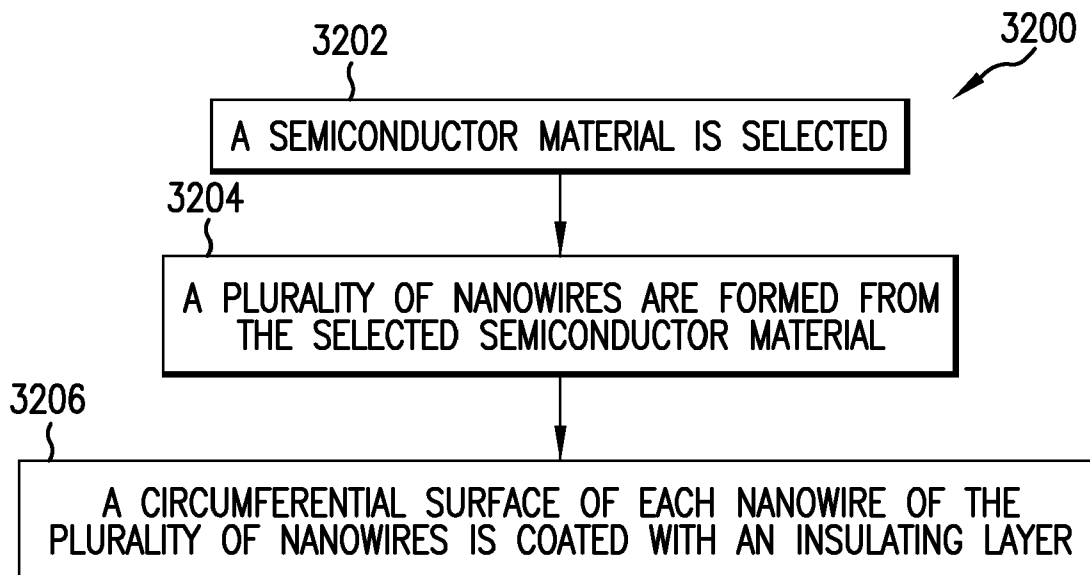 3200
3202
A SEMICONDUCTOR MATERIAL IS SELECTED
3204
A PLURALITY OF NANOWIRES ARE FORMED FROM
THE SELECTED SEMICONDUCTOR MATERIAL
3206
A CIRCUMFERENTIAL SURFACE OF EACH NANOWIRE OF THE
PLURALITY OF NANOWIRES IS COATED WITH AN INSULATING LAYER